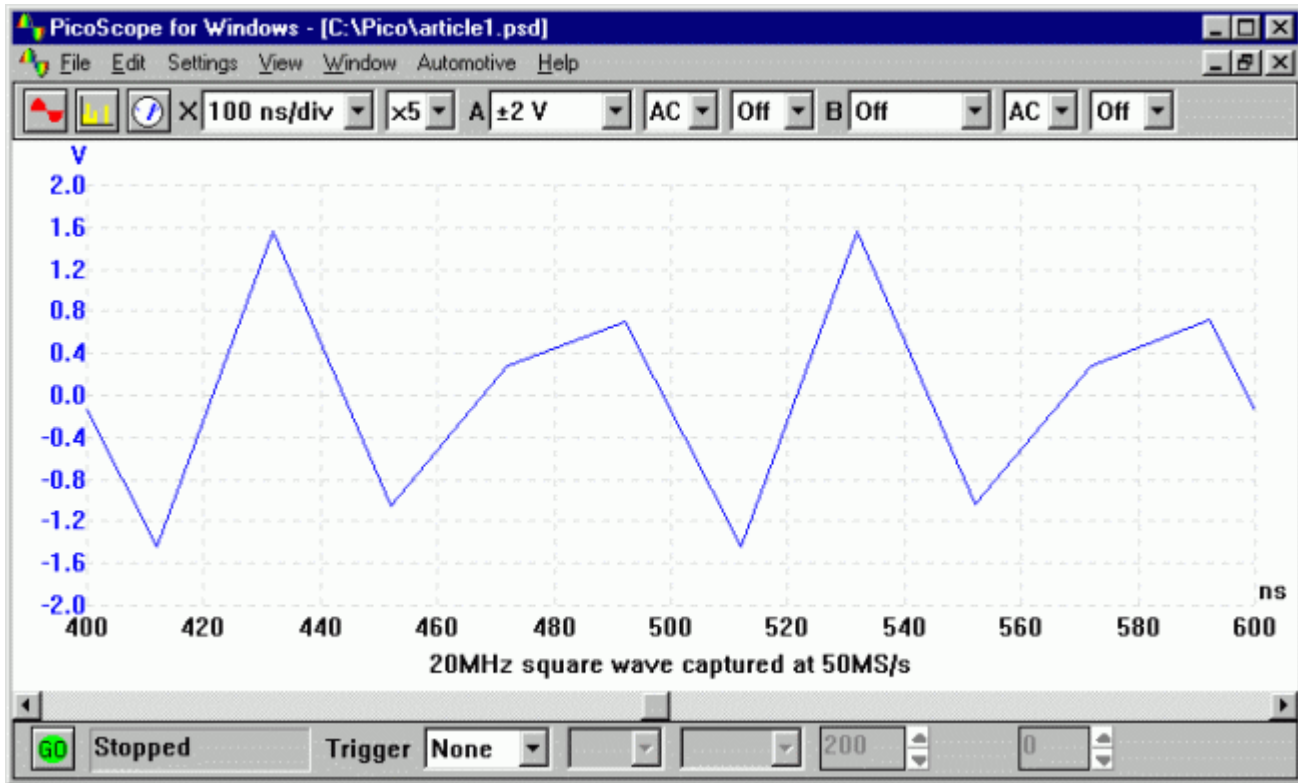 PicoScope for Windows - [C:\Pico\article1.psd]
File Edit Settings View Window Automotive Help
X 100 ns/div x5 A ±2 V AC Off B Off AC Off
V
2.0
1.6
1.2
0.8
0.4
0.0
-0.4
-0.8
-1.2
-1.6
-2.0
ns
400 420 440 460 480 500 520 540 560 580 600
20MHz square wave captured at 50MS/s
GO Stopped Trigger None 200 0